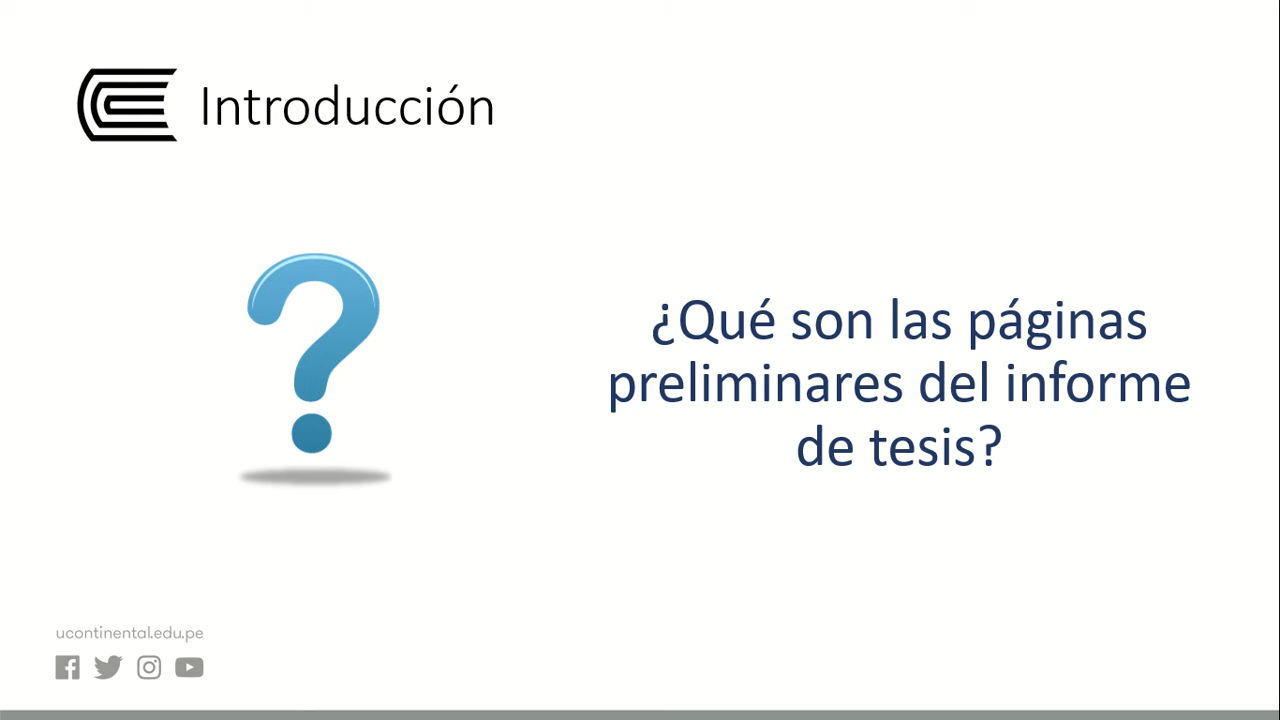 Introducción
¿Qué son las páginas
preliminares del informe
de tesis?
ucontinental.edu.pe